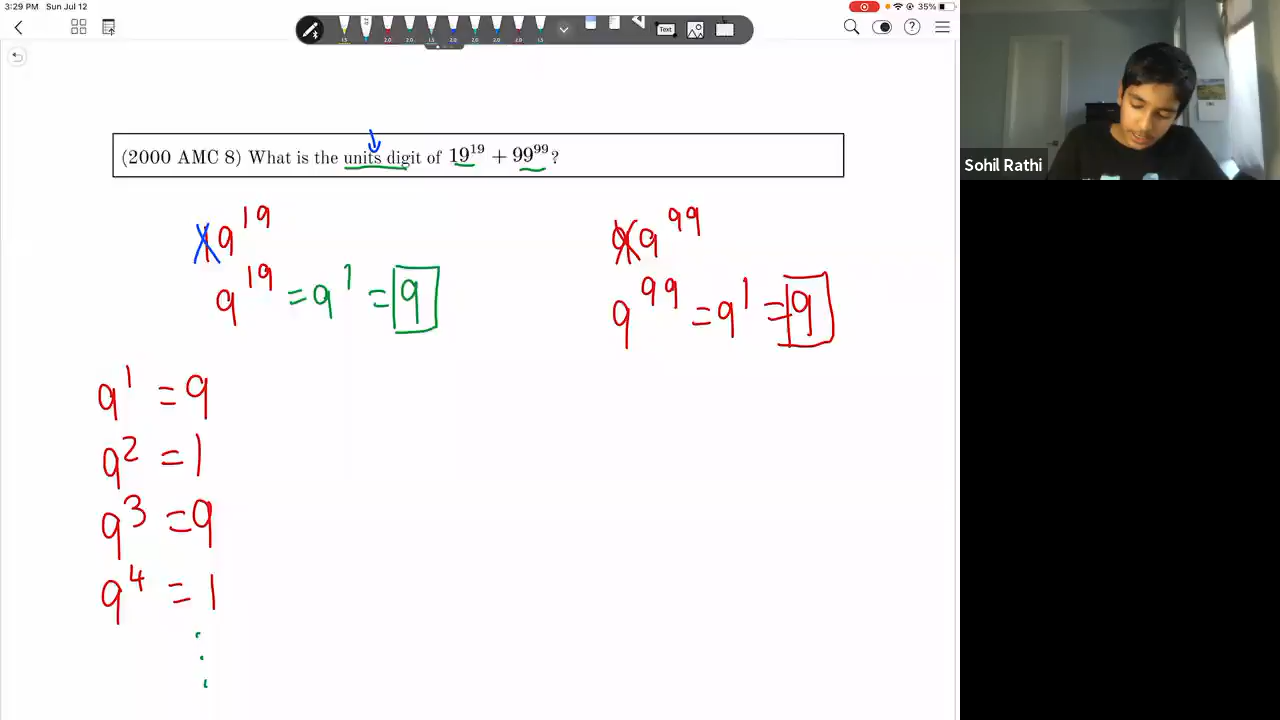 3:29 PM Sun Jul 12
35%
Text
(2000 AMC 8) What is the units digit of 19^19 + 99^99?
19^19
99^99
9^19 = 9^1 = 9
9^99 = 9^1 = 9
9^1 = 9
9^2 = 1
9^3 = 9
9^4 = 1
⋮
Sohil Rathi